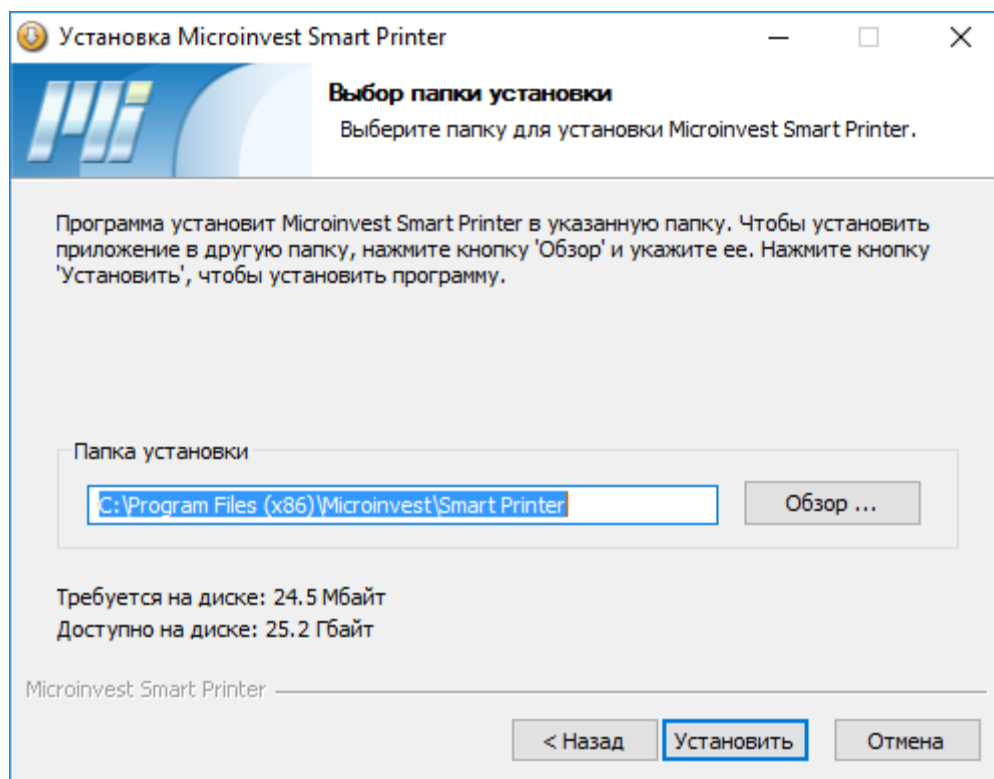 Установка Microinvest Smart Printer
Mi
Выбор папки установки
Выберите папку для установки Microinvest Smart Printer.
Программа установит Microinvest Smart Printer в указанную папку. Чтобы установить
приложение в другую папку, нажмите кнопку 'Обзор' и укажите ее. Нажмите кнопку
'Установить', чтобы установить программу.
Папка установки
C:\Program Files (x86)\Microinvest\Smart Printer
Обзор ...
Требуется на диске: 24.5 Мбайт
Доступно на диске: 25.2 Гбайт
Microinvest Smart Printer
< Назад
Установить
Отмена